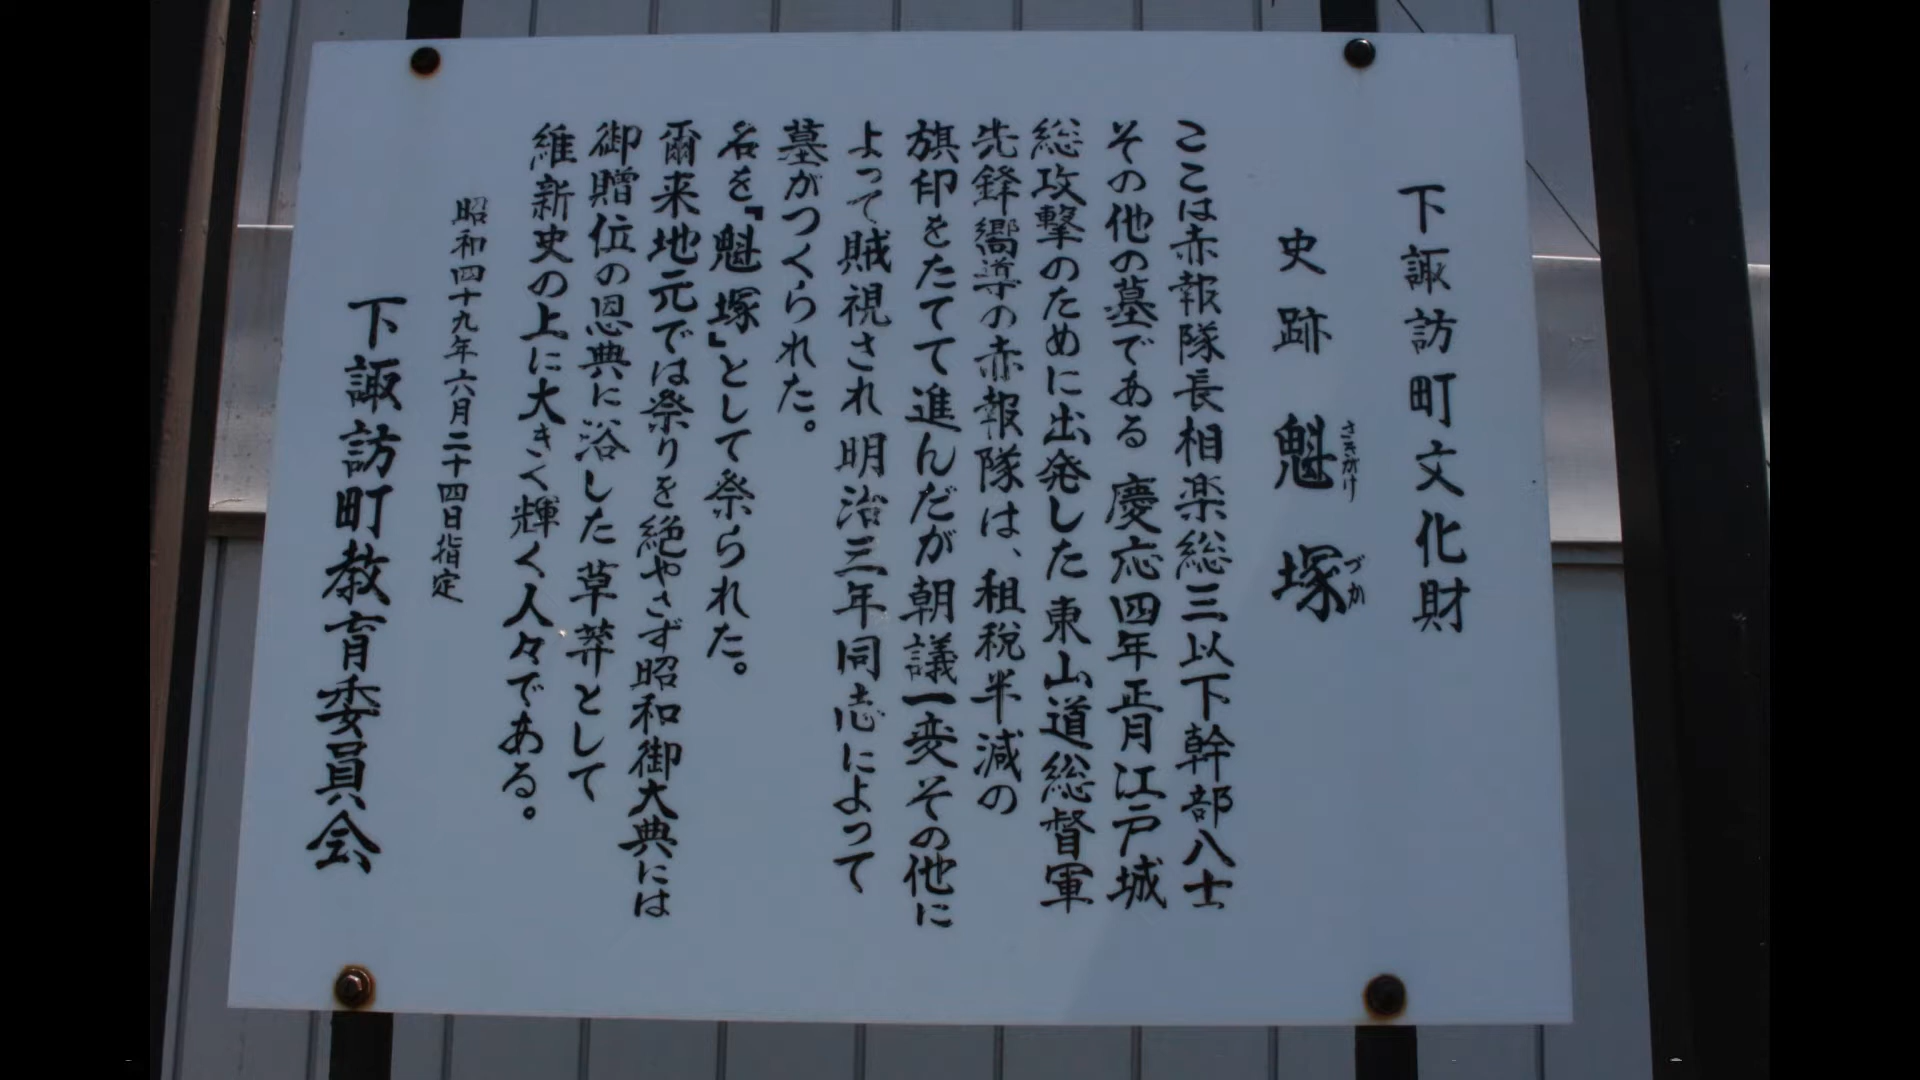 下諏訪町文化財
史跡 魁塚
さきがけ づか
ここは赤報隊長相楽総三以下幹部八士
その他の墓である 慶応四年正月江戸城
総攻撃のために出発した東山道総督軍
先鋒嚮導の赤報隊は、租税半減の
旗印をたてて進んだが朝議一変その他に
よって賊視され 明治三年同志によって
墓がつくられた。
名を『魁塚』として祭られた。
爾来地元では祭りを絶やさず昭和御大典には
御贈位の恩典に浴した 草莽として
維新史の上に大きく輝く人々である。
昭和四十九年六月二十四日指定
下諏訪町教育委員会